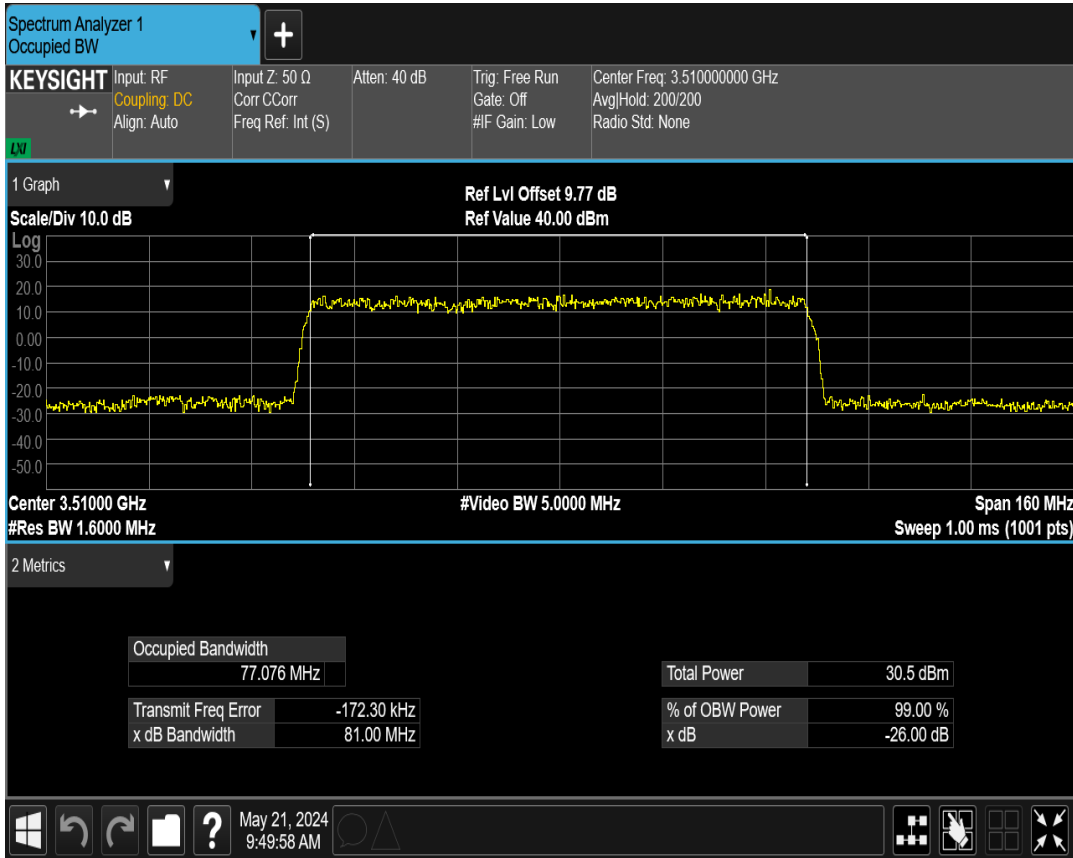 Spectrum Analyzer 1
Occupied BW
+
KEYSIGHT Input: RF Input Z: 50 Ω Atten: 40 dB Trig: Free Run Center Freq: 3.510000000 GHz
Coupling: DC Corr CCorr Gate: Off Avg|Hold: 200/200
Align: Auto Freq Ref: Int (S) #IF Gain: Low Radio Std: None
LXI
1 Graph
Ref Lvl Offset 9.77 dB
Scale/Div 10.0 dB Ref Value 40.00 dBm
Log
30.0
20.0
10.0
0.00
-10.0
-20.0
-30.0
-40.0
-50.0
Center 3.51000 GHz #Video BW 5.0000 MHz Span 160 MHz
#Res BW 1.6000 MHz Sweep 1.00 ms (1001 pts)
2 Metrics
Occupied Bandwidth
77.076 MHz Total Power 30.5 dBm
Transmit Freq Error -172.30 kHz % of OBW Power 99.00 %
x dB Bandwidth 81.00 MHz x dB -26.00 dB
? May 21, 2024
9:49:58 AM